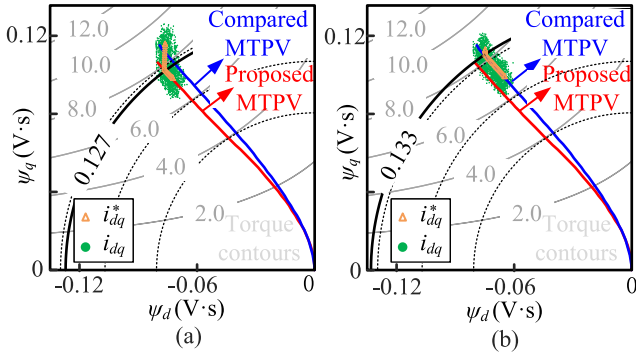 0.12
12.0
10.0
8.0
6.0
4.0
2.0
0.127
Compared
MTPV
Proposed
MTPV
Torque
contours
i*dq
idq
ψq (V·s)
0
-0.12
-0.06
0
ψd (V·s)
(a)
0.12
12.0
10.0
8.0
6.0
4.0
2.0
0.133
Compared
MTPV
Proposed
MTPV
Torque
contours
i*dq
idq
ψq (V·s)
0
-0.12
-0.06
0
ψd (V·s)
(b)